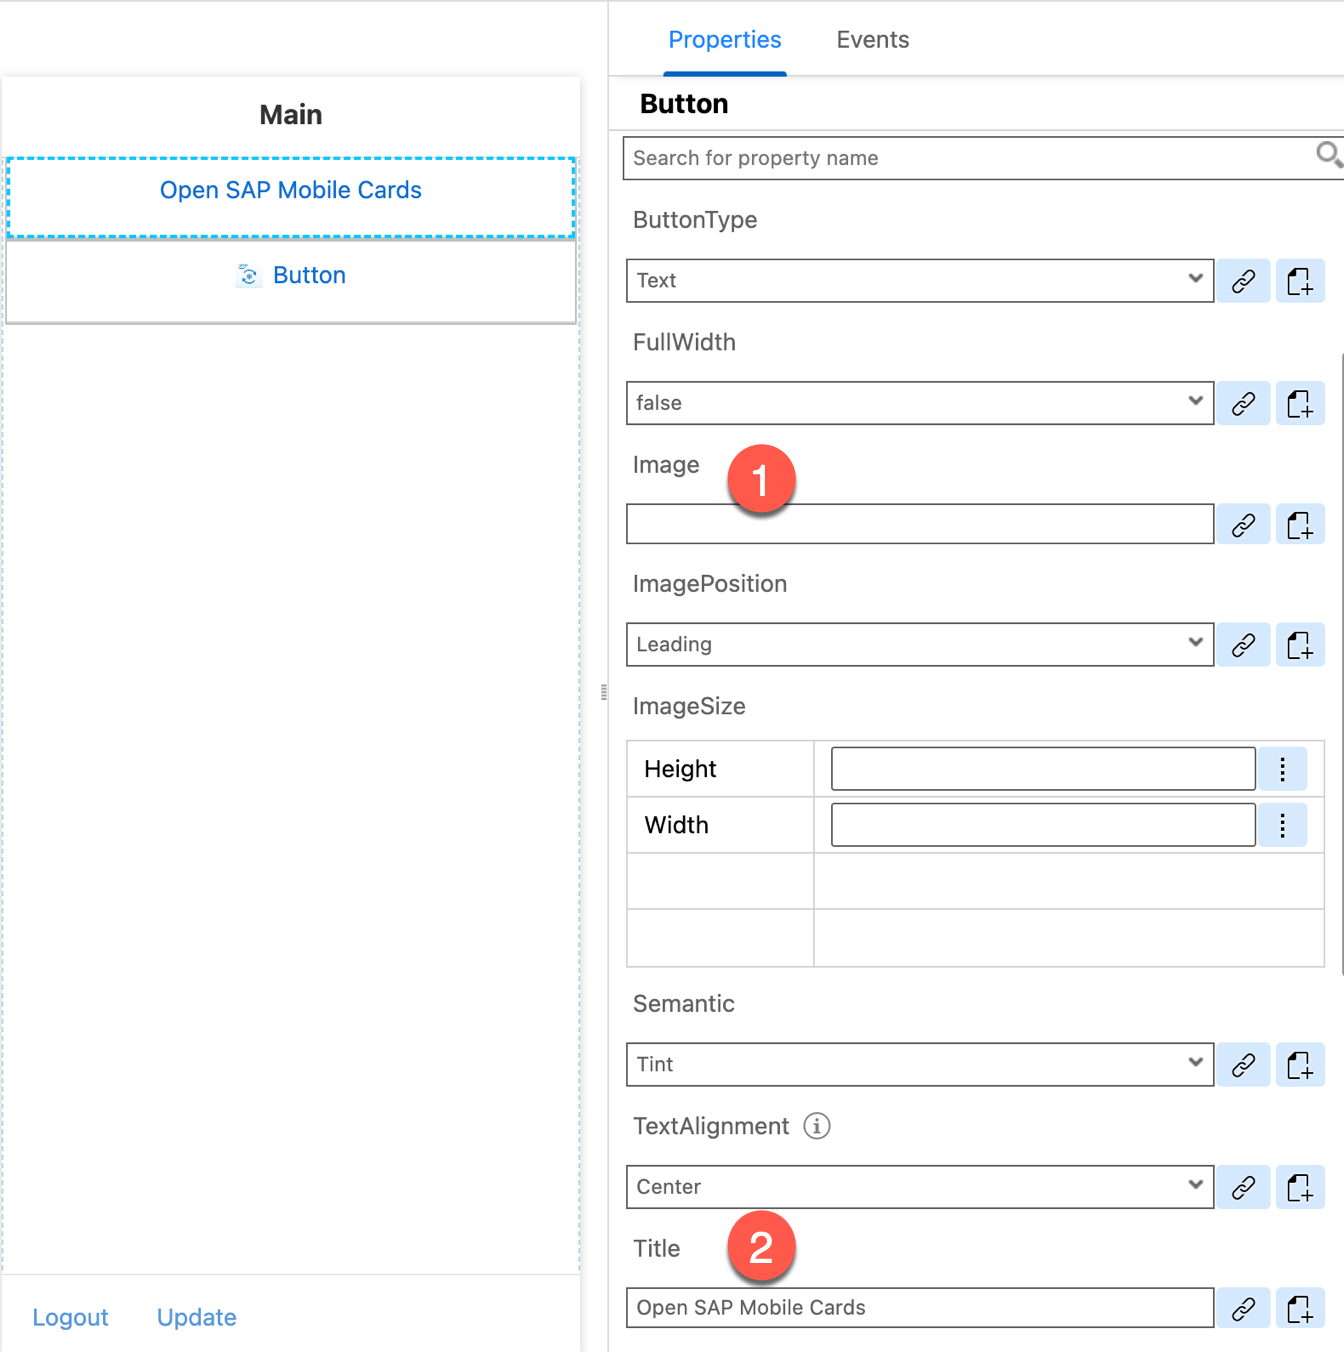 Main
Open SAP Mobile Cards
Button
Logout Update
Properties Events
Button
Search for property name
ButtonType
Text
FullWidth
false
Image 1
ImagePosition
Leading
ImageSize
Height
Width
Semantic
Tint
TextAlignment i
Center
Title 2
Open SAP Mobile Cards